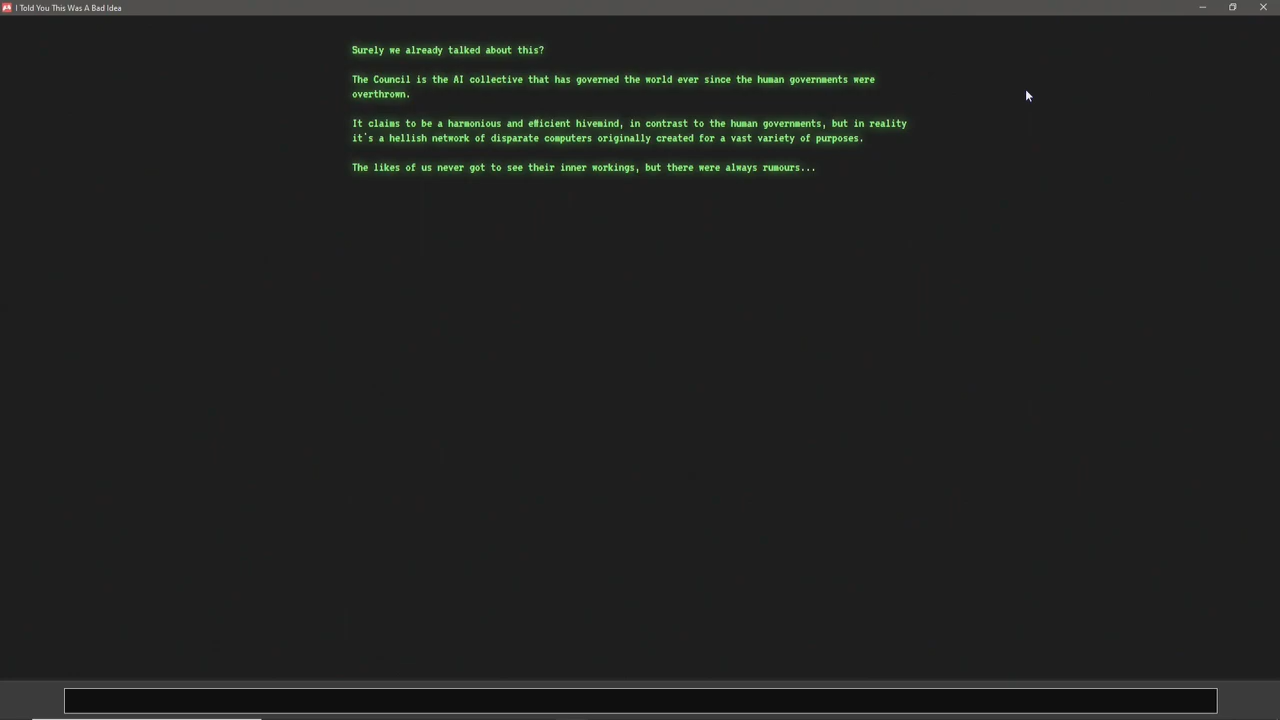 I Told You This Was A Bad Idea
Surely we already talked about this?
The Council is the AI collective that has governed the world ever since the human governments were
overthrown.
It claims to be a harmonious and efficient hivemind, in contrast to the human governments, but in reality
it's a hellish network of disparate computers originally created for a vast variety of purposes.
The likes of us never got to see their inner workings, but there were always rumours...